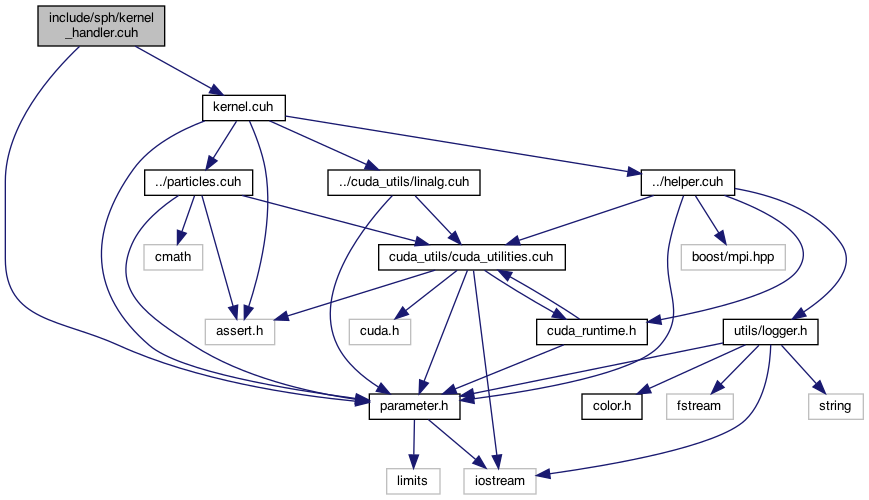 include/sph/kernel
_handler.cuh
kernel.cuh
../particles.cuh
../cuda_utils/linalg.cuh
../helper.cuh
cmath
cuda_utils/cuda_utilities.cuh
boost/mpi.hpp
assert.h
cuda.h
cuda_runtime.h
utils/logger.h
parameter.h
color.h
fstream
string
limits
iostream